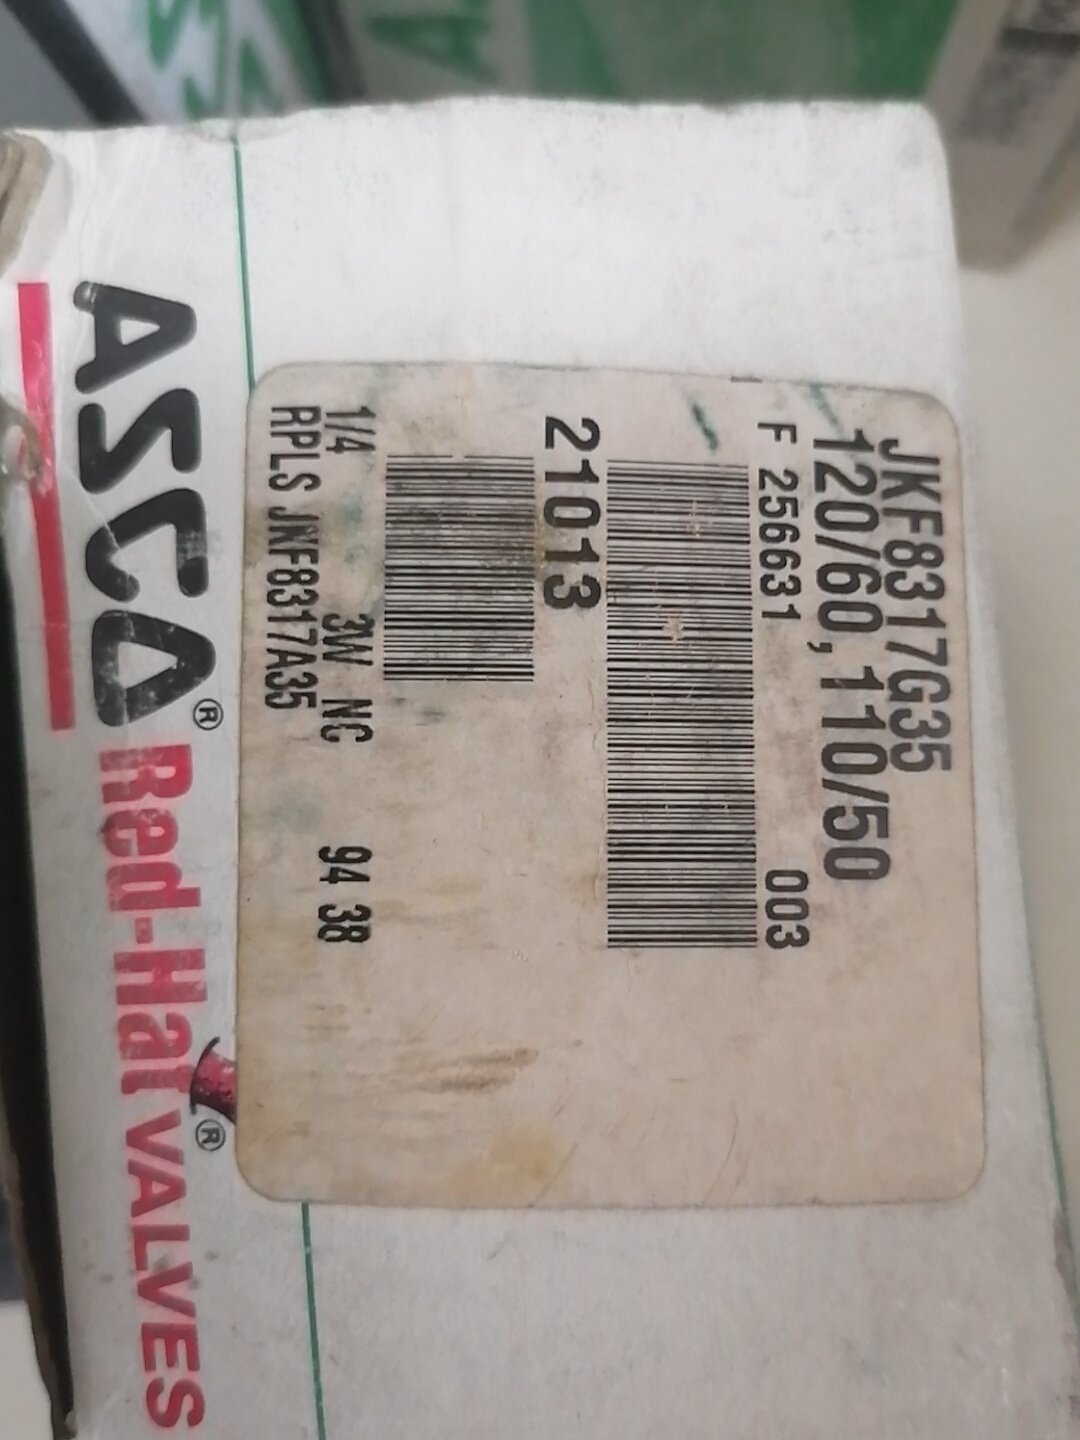 JKF8317G35
120/60,110/50
F 256631 003
21013
1/4 3W NC 94 38
RPLS JKF8317A35
ASCO®
Red-Hat® VALVES